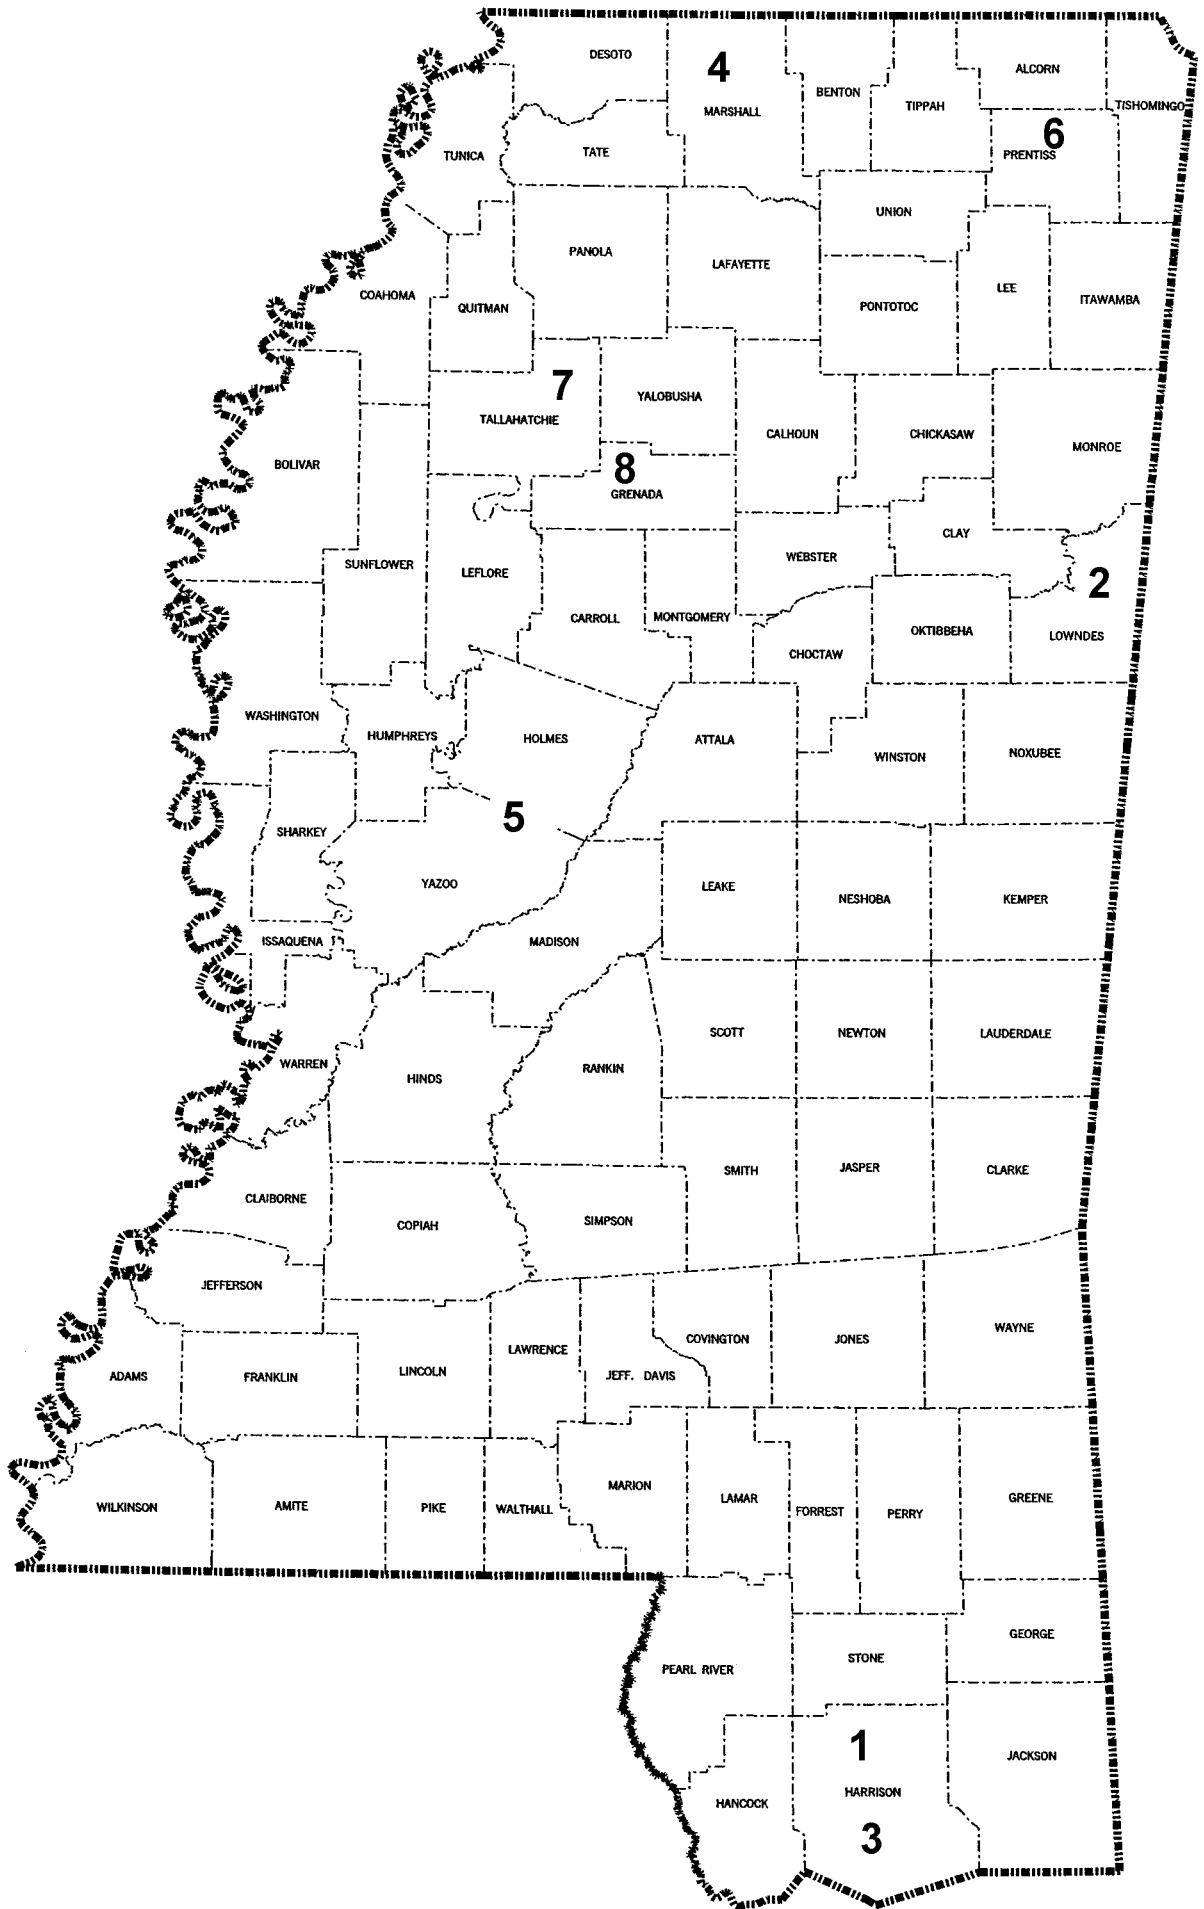 DESOTO
4
MARSHALL
BENTON
TIPPAH
ALCORN
TISHOMINGO
TUNICA
TATE
6
PRENTISS
UNION
PANOLA
LAFAYETTE
COAHOMA
QUITMAN
PONTOTOC
LEE
ITAWAMBA
7
TALLAHATCHIE
YALOBUSHA
CALHOUN
CHICKASAW
MONROE
BOLIVAR
8
GRENADA
CLAY
SUNFLOWER
LEFLORE
WEBSTER
2
CARROLL
MONTGOMERY
CHOCTAW
OKTIBBEHA
LOWNDES
WASHINGTON
HUMPHREYS
HOLMES
ATTALA
WINSTON
NOXUBEE
5
SHARKEY
YAZOO
LEAKE
NESHOBA
KEMPER
ISSAQUENA
MADISON
WARREN
HINDS
RANKIN
SCOTT
NEWTON
LAUDERDALE
CLAIBORNE
COPIAH
SIMPSON
SMITH
JASPER
CLARKE
JEFFERSON
ADAMS
FRANKLIN
LINCOLN
LAWRENCE
JEFF. DAVIS
COVINGTON
JONES
WAYNE
WILKINSON
AMITE
PIKE
WALTHALL
MARION
LAMAR
FORREST
PERRY
GREENE
PEARL RIVER
STONE
GEORGE
1
HANCOCK
HARRISON
JACKSON
3